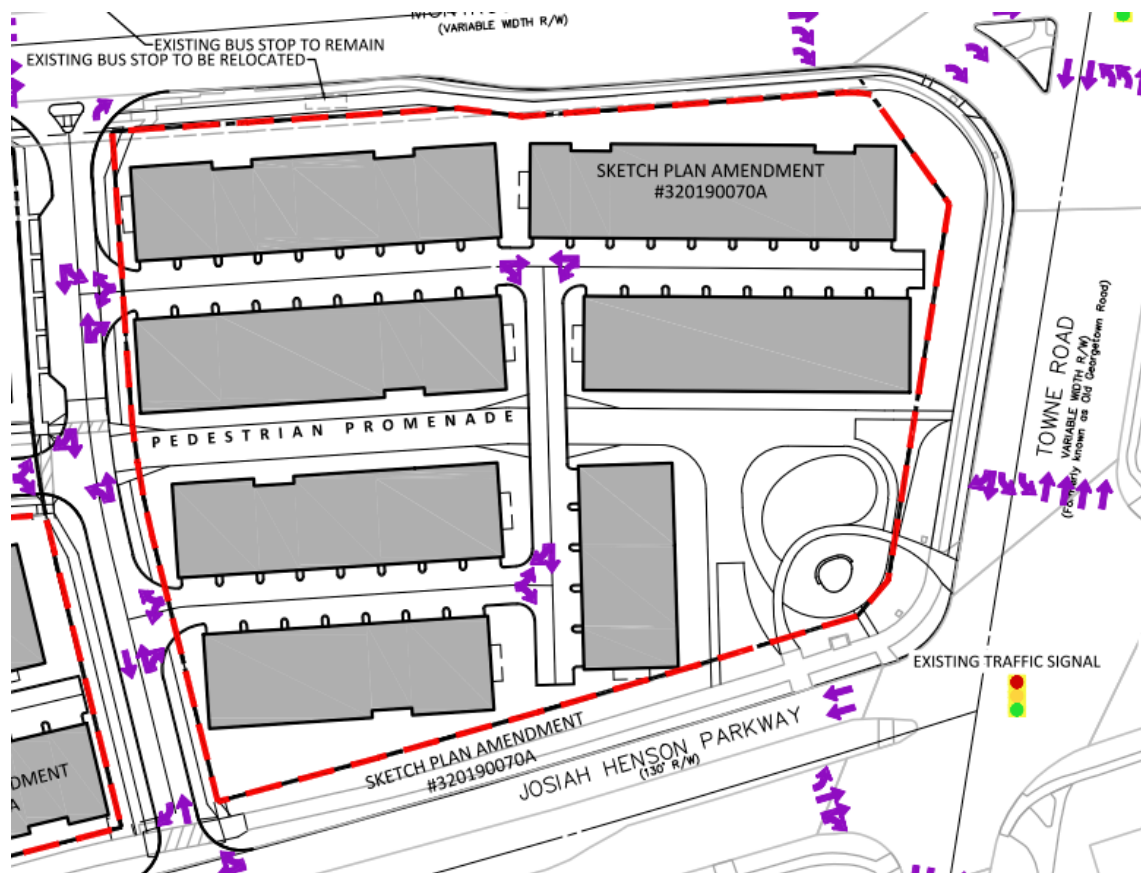 (VARIABLE WIDTH R/W)
EXISTING BUS STOP TO REMAIN
EXISTING BUS STOP TO BE RELOCATED
SKETCH PLAN AMENDMENT
#320190070A
TOWNE ROAD
VARIABLE WIDTH R/W)
(Formerly known as Old Georgetown Road)
PEDESTRIAN PROMENADE
EXISTING TRAFFIC SIGNAL
SKETCH PLAN AMENDMENT
#320190070A
JOSIAH HENSON PARKWAY
(130' R/W)
DMENT
A